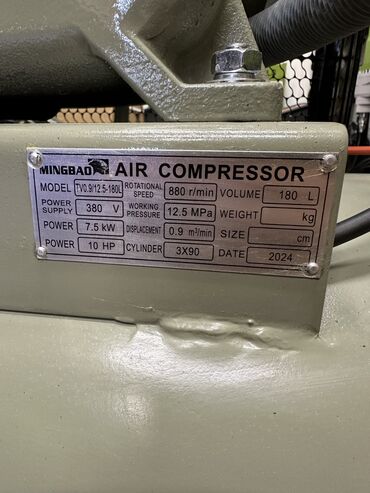 MINGBAO AIR COMPRESSOR
MODEL TV0.9/12.5-180L ROTATIONAL SPEED 880 r/min VOLUME 180 L
POWER SUPPLY 380 V WORKING PRESSURE 12.5 MPa WEIGHT kg
POWER 7.5 kW DISPLACEMENT 0.9 m³/min SIZE cm
POWER 10 HP CYLINDER 3X90 DATE 2024